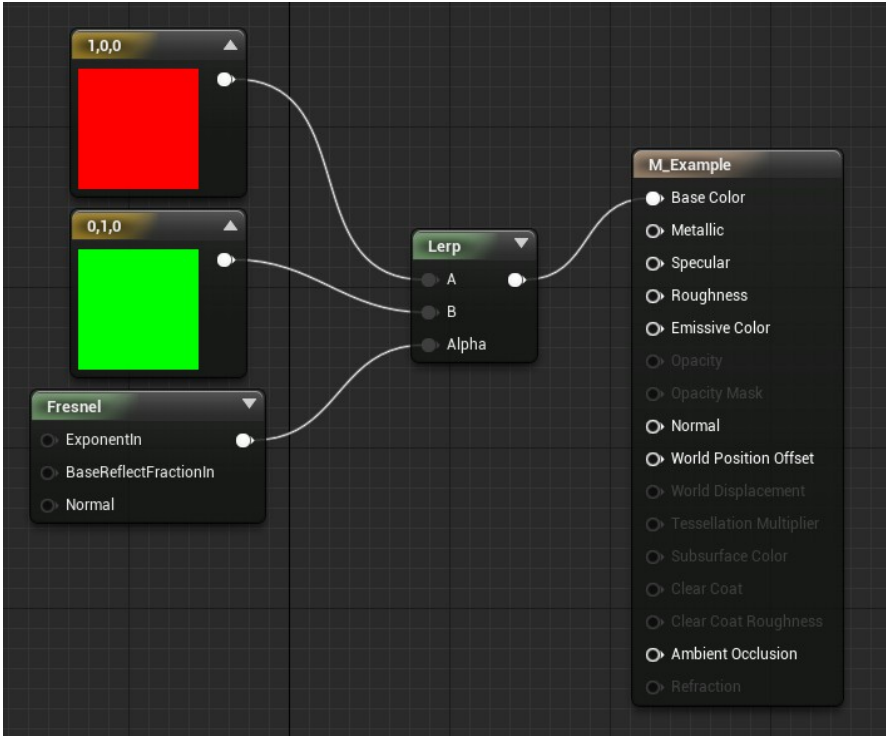 1,0,0
0,1,0
Fresnel
ExponentIn
BaseReflectFractionIn
Normal
Lerp
A
B
Alpha
M_Example
Base Color
Metallic
Specular
Roughness
Emissive Color
Opacity
Opacity Mask
Normal
World Position Offset
World Displacement
Tessellation Multiplier
Subsurface Color
Clear Coat
Clear Coat Roughness
Ambient Occlusion
Refraction